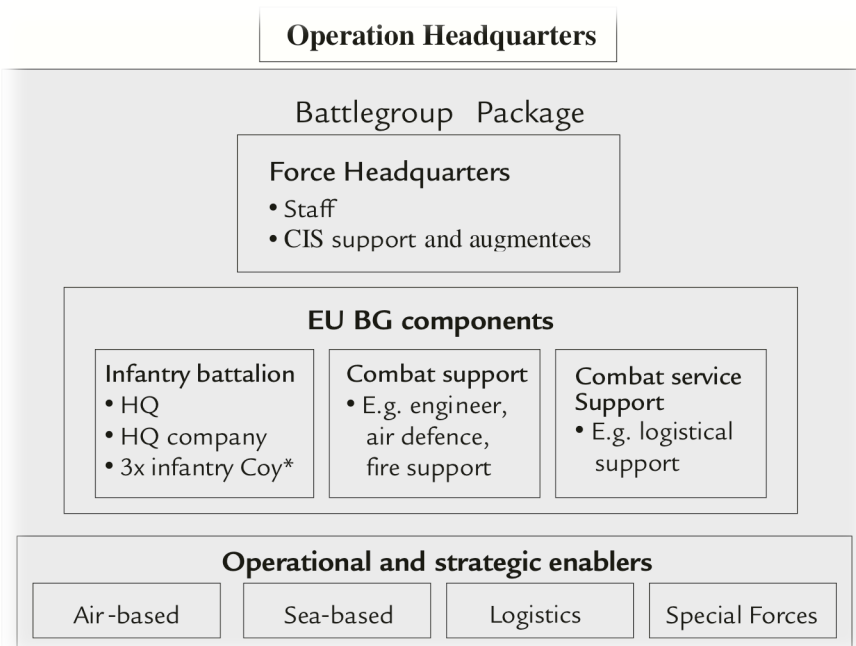 Operation Headquarters
Battlegroup Package
Force Headquarters
• Staff
• CIS support and augmentees
EU BG components
Infantry battalion
• HQ
• HQ company
• 3x infantry Coy*
Combat support
• E.g. engineer,
air defence,
fire support
Combat service
Support
• E.g. logistical
support
Operational and strategic enablers
Air-based
Sea-based
Logistics
Special Forces